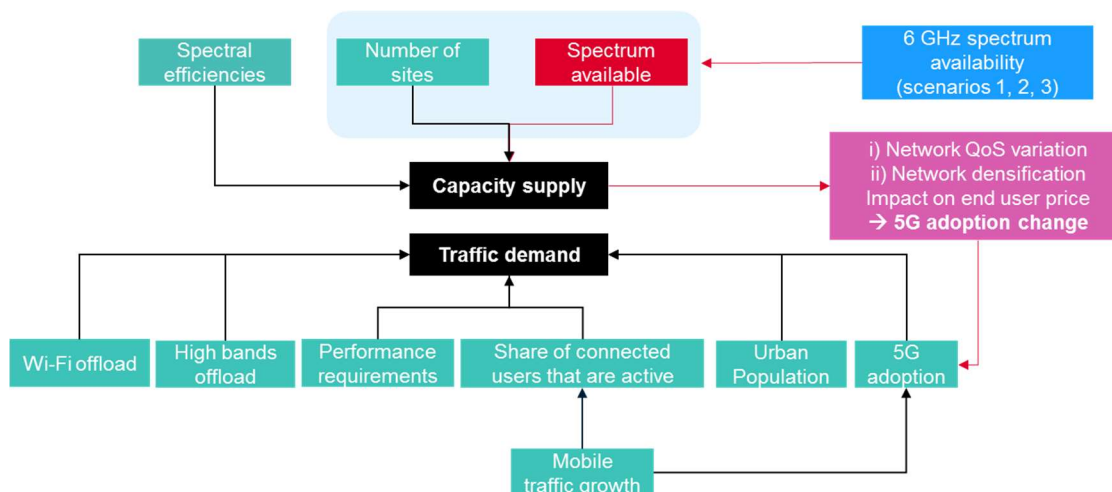 Spectral
efficiencies
Number of
sites
Spectrum
available
6 GHz spectrum
availability
(scenarios 1, 2, 3)
Capacity supply
i) Network QoS variation
ii) Network densification
Impact on end user price
→ 5G adoption change
Traffic demand
Wi-Fi offload
High bands
offload
Performance
requirements
Share of connected
users that are active
Urban
Population
5G
adoption
Mobile
traffic growth